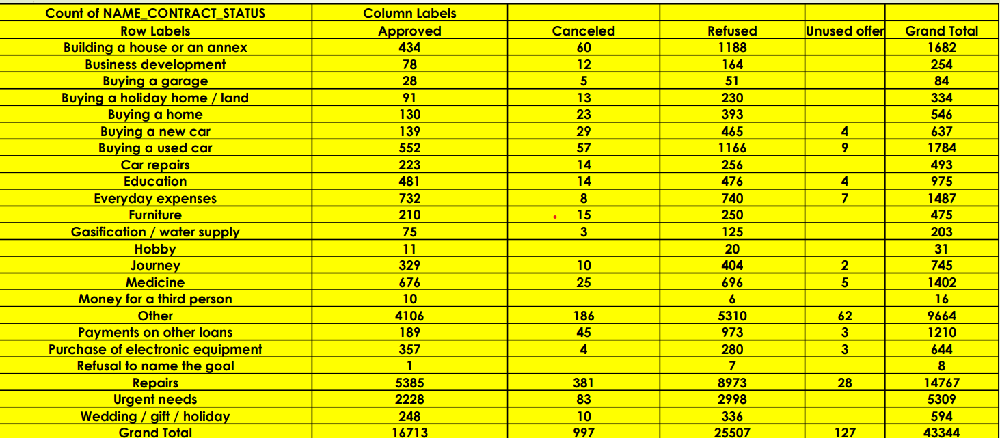 Count of NAME_CONTRACT_STATUS Column Labels
Row Labels Approved Canceled Refused Unused offer Grand Total
Building a house or an annex 434 60 1188 1682
Business development 78 12 164 254
Buying a garage 28 5 51 84
Buying a holiday home / land 91 13 230 334
Buying a home 130 23 393 546
Buying a new car 139 29 465 4 637
Buying a used car 552 57 1166 9 1784
Car repairs 223 14 256 493
Education 481 14 476 4 975
Everyday expenses 732 8 740 7 1487
Furniture 210 15 250 475
Gasification / water supply 75 3 125 203
Hobby 11 20 31
Journey 329 10 404 2 745
Medicine 676 25 696 5 1402
Money for a third person 10 6 16
Other 4106 186 5310 62 9664
Payments on other loans 189 45 973 3 1210
Purchase of electronic equipment 357 4 280 3 644
Refusal to name the goal 1 7 8
Repairs 5385 381 8973 28 14767
Urgent needs 2228 83 2998 5309
Wedding / gift / holiday 248 10 336 594
Grand Total 16713 997 25507 127 43344